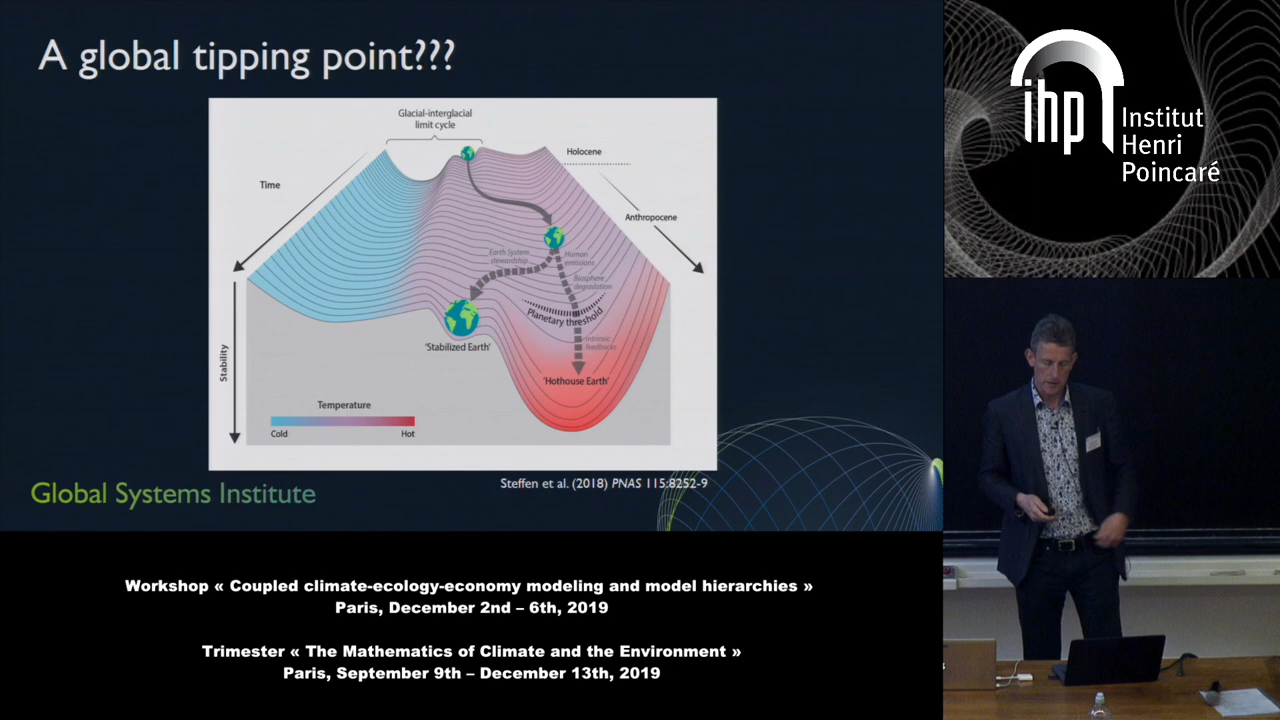 A global tipping point???
Glacial-interglacial
limit cycle
Time
Holocene
Anthropocene
Earth System
stewardship
Human
emissions
Biosphere
degradation
Planetary threshold
Intrinsic
feedbacks
'Stabilized Earth'
'Hothouse Earth'
Stability
Temperature
Cold
Hot
Steffen et al. (2018) PNAS 115:8252-9
Global Systems Institute
ihp
Institut
Henri
Poincaré
Workshop « Coupled climate-ecology-economy modeling and model hierarchies »
Paris, December 2nd – 6th, 2019
Trimester « The Mathematics of Climate and the Environment »
Paris, September 9th – December 13th, 2019